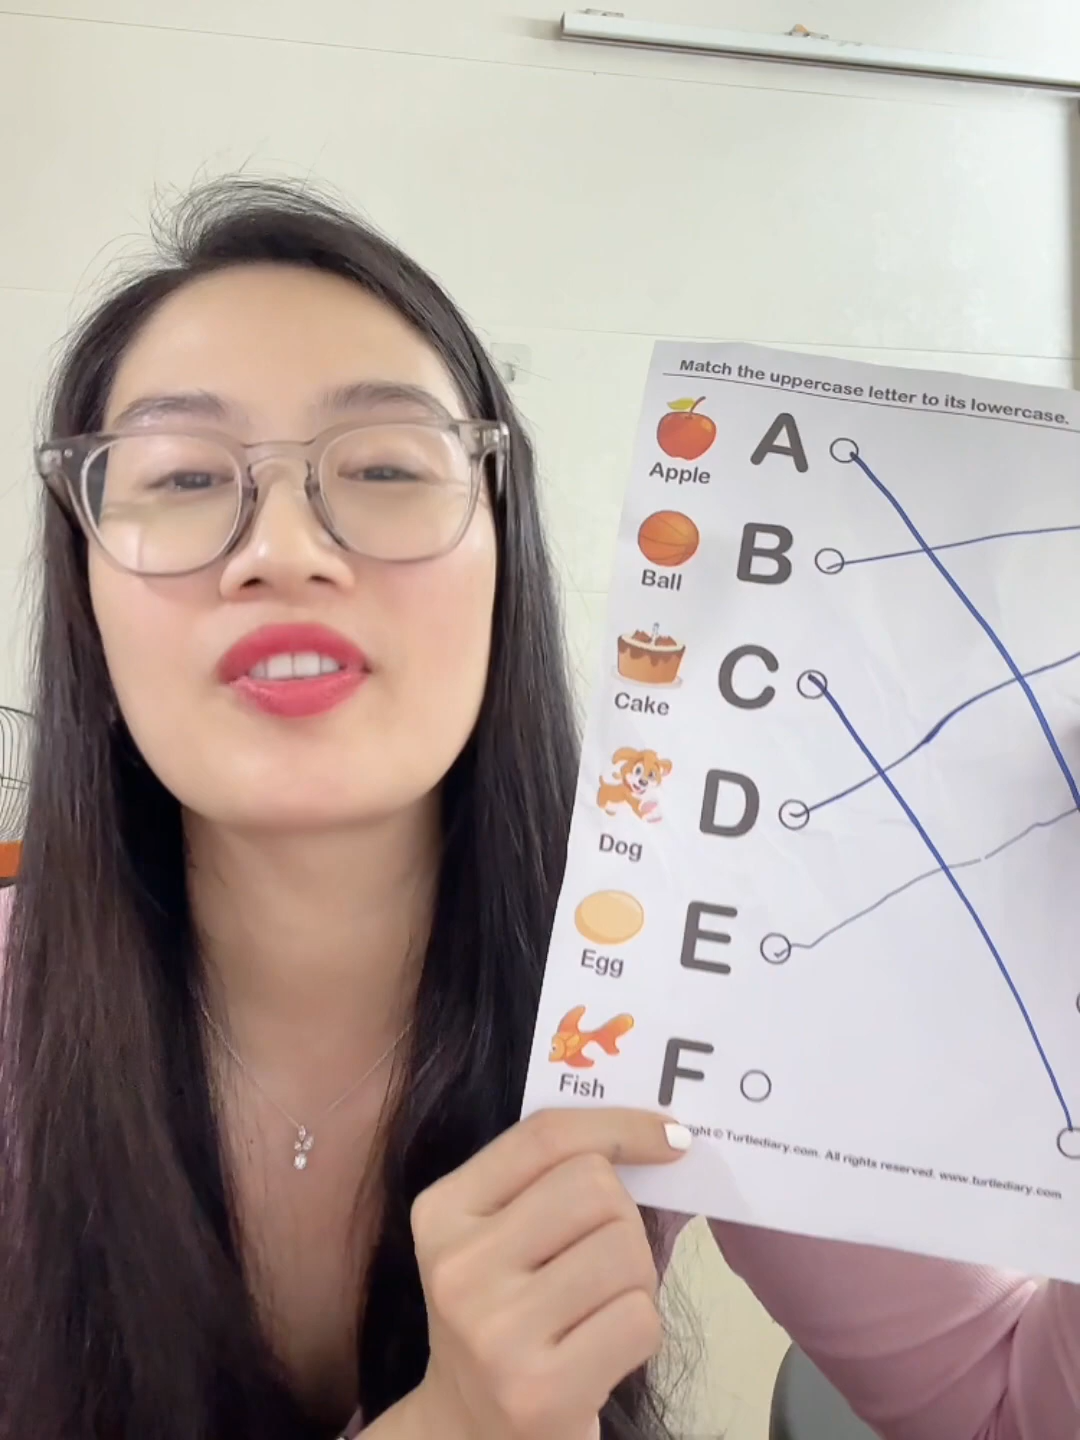 Match the uppercase letter to its lowercase.
A
Apple
B
Ball
C
Cake
D
Dog
E
Egg
F
Fish
© Turtlediary.com. All rights reserved. www.turtlediary.com